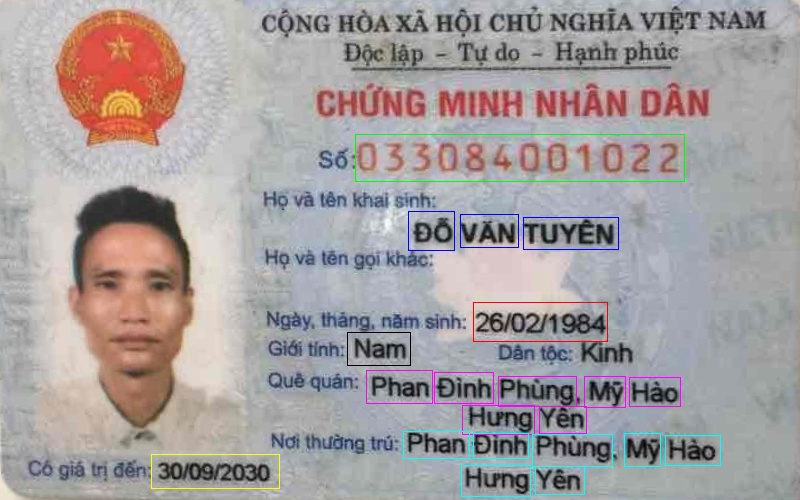 CỘNG HÒA XÃ HỘI CHỦ NGHĨA VIỆT NAM
Độc lập - Tự do - Hạnh phúc
CHỨNG MINH NHÂN DÂN
Số: 033084001022
Họ và tên khai sinh:
ĐỖ VĂN TUYÊN
Họ và tên gọi khác:
Ngày, tháng, năm sinh: 26/02/1984
Giới tính: Nam Dân tộc: Kinh
Quê quán: Phan Đình Phùng, Mỹ Hào
Hưng Yên
Nơi thường trú: Phan Đình Phùng, Mỹ Hào
Hưng Yên
Có giá trị đến: 30/09/2030